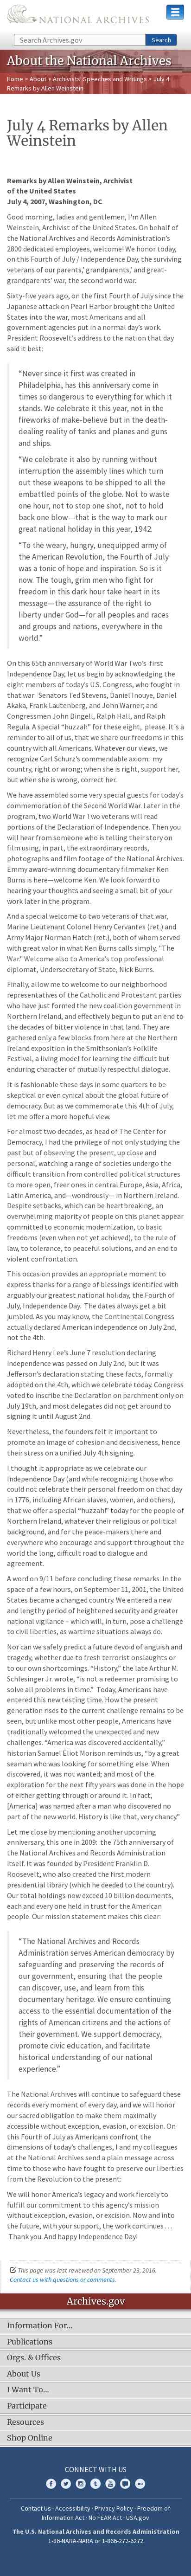 NATIONAL ARCHIVES
Search Archives.gov
Search
About the National Archives
Home > About > Archivists' Speeches and Writings > July 4
Remarks by Allen Weinstein
July 4 Remarks by Allen
Weinstein
Remarks by Allen Weinstein, Archivist
of the United States
July 4, 2007, Washington, DC
Good morning, ladies and gentlemen, I'm Allen
Weinstein, Archivist of the United States. On behalf of
the National Archives and Records Administration's
2800 dedicated employees, welcome! We honor today,
on this Fourth of July / Independence Day, the surviving
veterans of our parents,' grandparents,' and great-
grandparents' war, the second world war.
Sixty-five years ago, on the first Fourth of July since the
Japanese attack on Pearl Harbor brought the United
States into the war, most Americans and all
government agencies put in a normal day's work.
President Roosevelt's address to the nation that day
said it best:
“Never since it first was created in
Philadelphia, has this anniversary come in
times so dangerous to everything for which it
stands. We celebrate it this year, not in the
fireworks of make-believe but in the death-
dealing reality of tanks and planes and guns
and ships.
“We celebrate it also by running without
interruption the assembly lines which turn
out these weapons to be shipped to all the
embattled points of the globe. Not to waste
one hour, not to stop one shot, not to hold
back one blow—that is the way to mark our
great national holiday in this year, 1942.
“To the weary, hungry, unequipped army of
the American Revolution, the Fourth of July
was a tonic of hope and inspiration. So is it
now. The tough, grim men who fight for
freedom in this dark hour take heart in its
message—the assurance of the right to
liberty under God—for all peoples and races
and groups and nations, everywhere in the
world.”
On this 65th anniversary of World War Two's first
Independence Day, let us begin by acknowledging the
eight members of today's U.S. Congress, who fought in
that war: Senators Ted Stevens, Daniel Inouye, Daniel
Akaka, Frank Lautenberg, and John Warner; and
Congressmen John Dingell, Ralph Hall, and Ralph
Regula. A special “huzzah” for these eight, please. It's a
reminder to all of us, that we share our freedoms in this
country with all Americans. Whatever our views, we
recognize Carl Schurz's commendable axiom: my
country, right or wrong; when she is right, support her,
but when she is wrong, correct her.
We have assembled some very special guests for today's
commemoration of the Second World War. Later in the
program, two World War Two veterans will read
portions of the Declaration of Independence. Then you
will hear from someone who is telling their story on
film using, in part, the extraordinary records,
photographs and film footage of the National Archives.
Emmy award-winning documentary filmmaker Ken
Burns is here—welcome Ken. We look forward to
hearing your thoughts and seeing a small bit of your
work later in the program.
And a special welcome to two veterans of that war,
Marine Lieutenant Colonel Henry Cervantes (ret.) and
Army Major Norman Hatch (ret.), both of whom served
with great valor in what Ken Burns calls simply, “The
War.” Welcome also to America's top professional
diplomat, Undersecretary of State, Nick Burns.
Finally, allow me to welcome to our neighborhood
representatives of the Catholic and Protestant parties
who have just formed the new coalition government in
Northern Ireland, and effectively begun to put an end to
the decades of bitter violence in that land. They are
only a couple of blocks away from here at the Northern
Ireland exposition in the Smithsonian's Folklife
Festival, a living model for learning the difficult but
enduring character of mutually respectful dialogue.
It is fashionable these days in some quarters to be
skeptical or even cynical about the global future of
democracy. But as we commemorate this 4th of July,
let me offer a more hopeful view.
For almost two decades, as head of The Center for
Democracy, I had the privilege of not only studying the
past but of observing the present, up close and
personal, watching a range of societies undergo the
difficult transition from controlled political structures
to more open, freer ones in central Europe, Asia, Africa,
Latin America, and—wondrously— in Northern Ireland.
Despite setbacks, which can be heartbreaking, an
overwhelming majority of people on this planet appear
committed to economic modernization, to basic
freedoms (even when not yet achieved), to the rule of
law, to tolerance, to peaceful solutions, and an end to
violent confrontation.
This occasion provides an appropriate moment to
express thanks for a range of blessings identified with
arguably our greatest national holiday, the Fourth of
July, Independence Day. The dates always get a bit
jumbled. As you may know, the Continental Congress
actually declared American independence on July 2nd,
not the 4th.
Richard Henry Lee's June 7 resolution declaring
independence was passed on July 2nd, but it was
Jefferson's declaration stating these facts, formally
adopted on the 4th, which we celebrate today. Congress
voted to inscribe the Declaration on parchment only on
July 19th, and most delegates did not get around to
signing it until August 2nd.
Nevertheless, the founders felt it important to
promote an image of cohesion and decisiveness, hence
their stress on a unified July 4th signing.
I thought it appropriate as we celebrate our
Independence Day (and while recognizing those who
could not celebrate their personal freedom on that day
in 1776, including African slaves, women, and others),
that we offer a final “huzzah!” today for the people of
Northern Ireland, whatever their religious or political
background, and for the peace-makers there and
everywhere who encourage and support throughout the
world the long, difficult road to dialogue and
agreement.
A word on 9/11 before concluding these remarks. In the
space of a few hours, on September 11, 2001, the United
States became a changed country. We entered a new
and lengthy period of heightened security and greater
national vigilance – which will, in turn, pose a challenge
to civil liberties, as wartime situations always do.
Nor can we safely predict a future devoid of anguish and
tragedy, whether due to fresh terrorist onslaughts or
to our own shortcomings. “History,” the late Arthur M.
Schlesinger Jr. wrote, “is not a redeemer promising to
solve all problems in time.” Today, Americans have
entered this new testing time. How the present-day
generation rises to the current challenge remains to be
seen, but unlike most other people, Americans have
traditionally welcomed the unexpected and new
challenges. “America was discovered accidentally,”
historian Samuel Eliot Morison reminds us, “by a great
seaman who was looking for something else. When
discovered, it was not wanted; and most of the
exploration for the next fifty years was done in the hope
of getting through or around it. In fact,
[America] was named after a man who discovered no
part of the new world. History is like that, very chancy.”
Let me close by mentioning another upcoming
anniversary, this one in 2009: the 75th anniversary of
the National Archives and Records Administration
itself. It was founded by President Franklin D.
Roosevelt, who also created the first modern
presidential library (which he deeded to the country).
Our total holdings now exceed 10 billion documents,
each and every one held in trust for the American
people. Our mission statement makes this clear:
“The National Archives and Records
Administration serves American democracy by
safeguarding and preserving the records of
our government, ensuring that the people
can discover, use, and learn from this
documentary heritage. We ensure continuing
access to the essential documentation of the
rights of American citizens and the actions of
their government. We support democracy,
promote civic education, and facilitate
historical understanding of our national
experience.”
The National Archives will continue to safeguard these
records every moment of every day, and we will honor
our sacred obligation to make them maximally
accessible without exception, evasion, or excision. On
this Fourth of July as Americans confront the
dimensions of today's challenges, I and my colleagues
at the National Archives send a plain message across
this land, to those who seek to explore our liberties
from the Revolution to the present:
We will honor America's legacy and work fiercely to
fulfill our commitment to this agency's mission
without exception, evasion, or excision. Now and into
the future, with your support, the work continues . . .
Thank you. And happy Independence Day!
This page was last reviewed on September 23, 2016.
Contact us with questions or comments.
Archives.gov
Information For…
Publications
Orgs. & Offices
About Us
I Want To…
Participate
Resources
Shop Online
CONNECT WITH US
Contact Us · Accessibility · Privacy Policy · Freedom of
Information Act · No FEAR Act · USA.gov
The U.S. National Archives and Records Administration
1-86-NARA-NARA or 1-866-272-6272